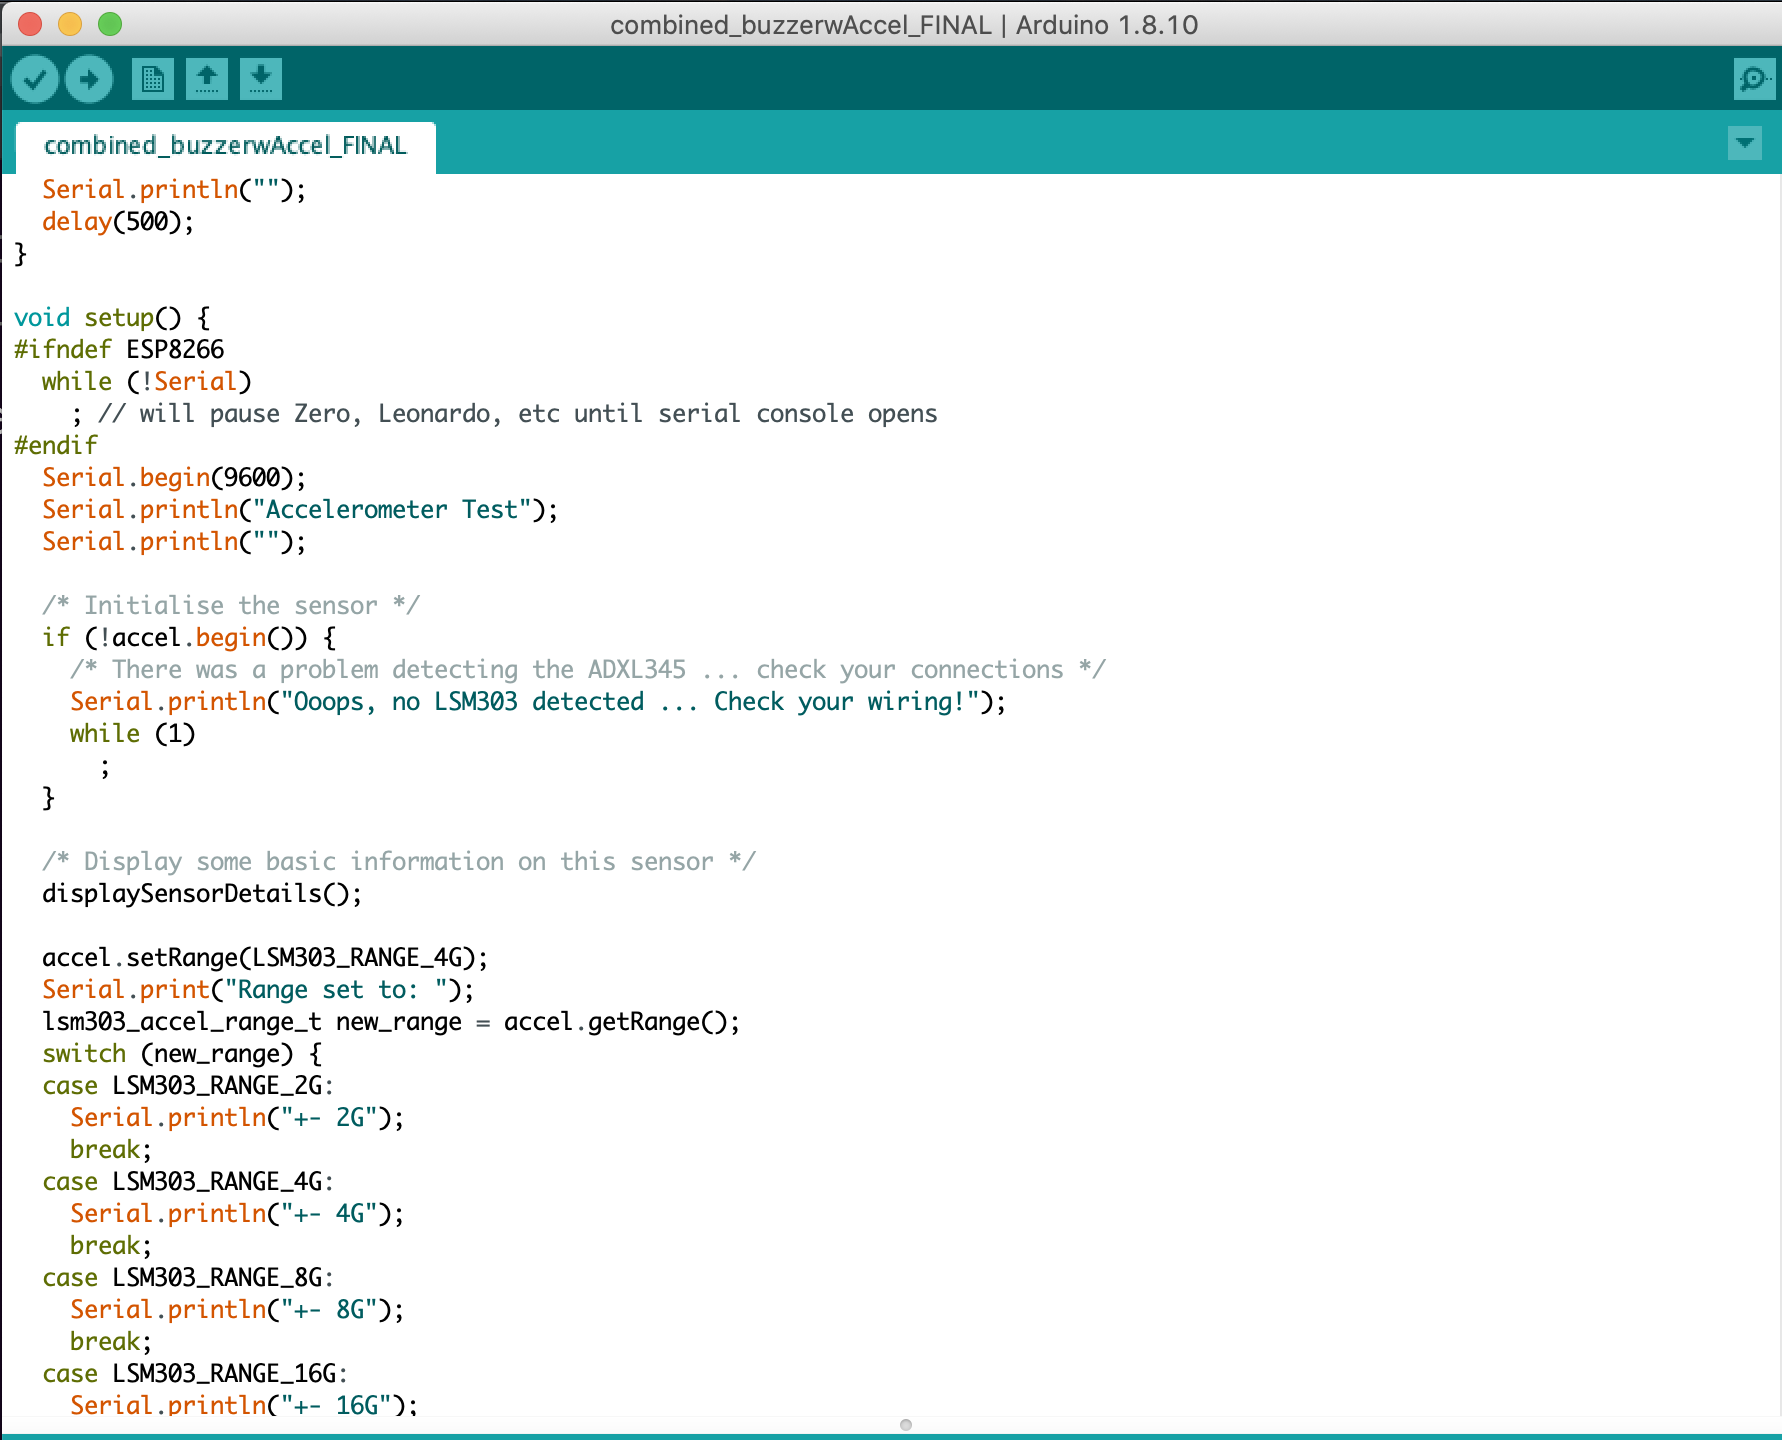 combined_buzzerwAccel_FINAL | Arduino 1.8.10
combined_buzzerwAccel_FINAL
  Serial.println("");
  delay(500);
}

void setup() {
#ifndef ESP8266
  while (!Serial)
    ; // will pause Zero, Leonardo, etc until serial console opens
#endif
  Serial.begin(9600);
  Serial.println("Accelerometer Test");
  Serial.println("");

  /* Initialise the sensor */
  if (!accel.begin()) {
    /* There was a problem detecting the ADXL345 ... check your connections */
    Serial.println("Ooops, no LSM303 detected ... Check your wiring!");
    while (1)
      ;
  }

  /* Display some basic information on this sensor */
  displaySensorDetails();

  accel.setRange(LSM303_RANGE_4G);
  Serial.print("Range set to: ");
  lsm303_accel_range_t new_range = accel.getRange();
  switch (new_range) {
  case LSM303_RANGE_2G:
    Serial.println("+- 2G");
    break;
  case LSM303_RANGE_4G:
    Serial.println("+- 4G");
    break;
  case LSM303_RANGE_8G:
    Serial.println("+- 8G");
    break;
  case LSM303_RANGE_16G:
    Serial.println("+- 16G");